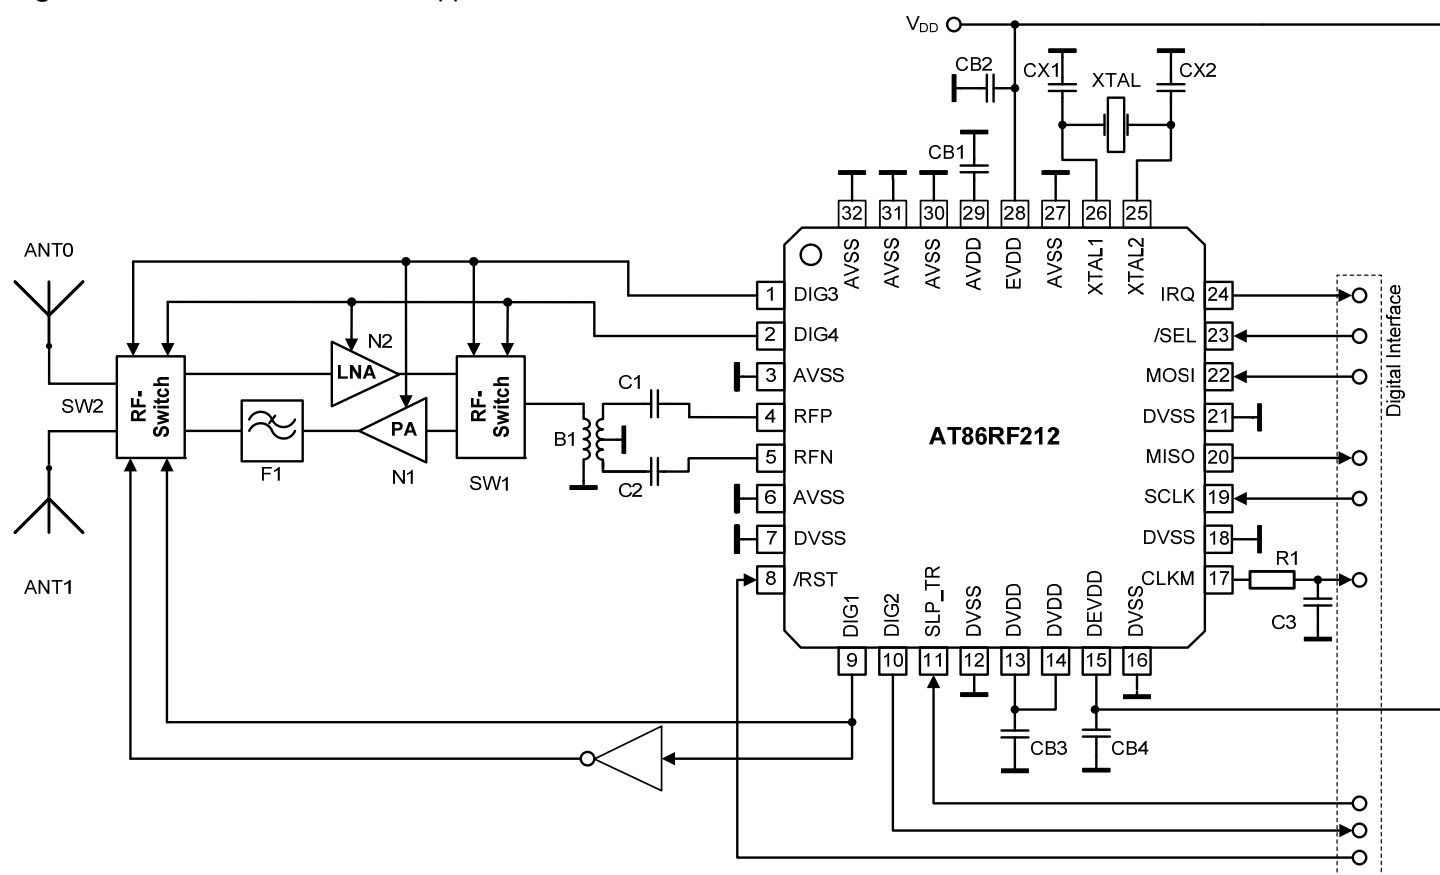 V_DD
CB2
CX1
XTAL
CX2
CB1
32
31
30
29
28
27
26
25
AVSS
AVSS
AVSS
AVDD
EVDD
AVSS
XTAL1
XTAL2
ANT0
1
DIG3
IRQ
24
2
DIG4
/SEL
23
N2
LNA
3
AVSS
MOSI
22
Digital Interface
SW2
RF-
Switch
RF-
Switch
C1
4
RFP
DVSS
21
PA
B1
AT86RF212
5
RFN
MISO
20
F1
N1
SW1
C2
6
AVSS
SCLK
19
7
DVSS
DVSS
18
ANT1
8
/RST
CLKM
17
R1
C3
DIG1
DIG2
SLP_TR
DVSS
DVDD
DVDD
DEVDD
DVSS
9
10
11
12
13
14
15
16
CB3
CB4